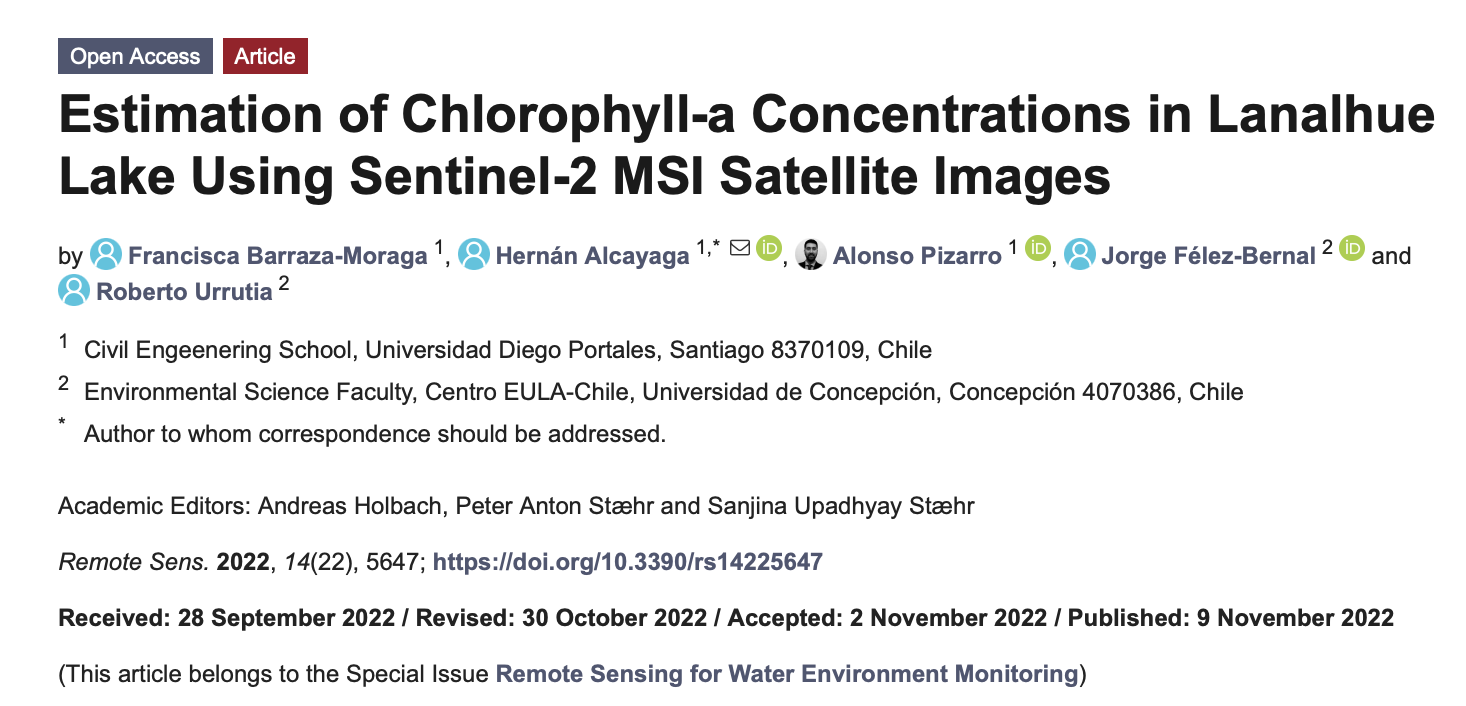 Open Access Article
Estimation of Chlorophyll-a Concentrations in Lanalhue
Lake Using Sentinel-2 MSI Satellite Images
by Francisca Barraza-Moraga 1, Hernán Alcayaga 1,* iD, Alonso Pizarro 1 iD, Jorge Félez-Bernal 2 iD and
Roberto Urrutia 2
1 Civil Engeenering School, Universidad Diego Portales, Santiago 8370109, Chile
2 Environmental Science Faculty, Centro EULA-Chile, Universidad de Concepción, Concepción 4070386, Chile
* Author to whom correspondence should be addressed.
Academic Editors: Andreas Holbach, Peter Anton Stæhr and Sanjina Upadhyay Stæhr
Remote Sens. 2022, 14(22), 5647; https://doi.org/10.3390/rs14225647
Received: 28 September 2022 / Revised: 30 October 2022 / Accepted: 2 November 2022 / Published: 9 November 2022
(This article belongs to the Special Issue Remote Sensing for Water Environment Monitoring)